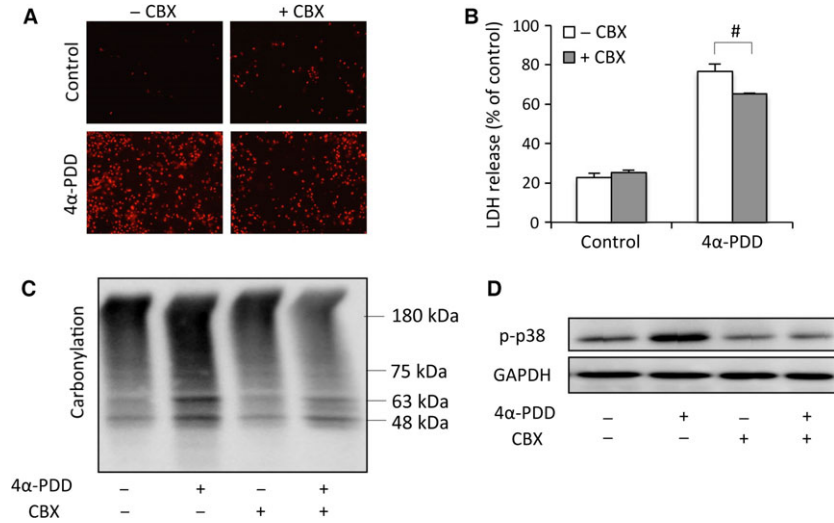 A
– CBX
+ CBX
Control
4α-PDD
B
LDH release (% of control)
100
80
60
40
20
0
– CBX
+ CBX
#
Control
4α-PDD
C
Carbonylation
180 kDa
75 kDa
63 kDa
48 kDa
4α-PDD – + – +
CBX – – + +
D
p-p38
GAPDH
4α-PDD – + – +
CBX – – + +